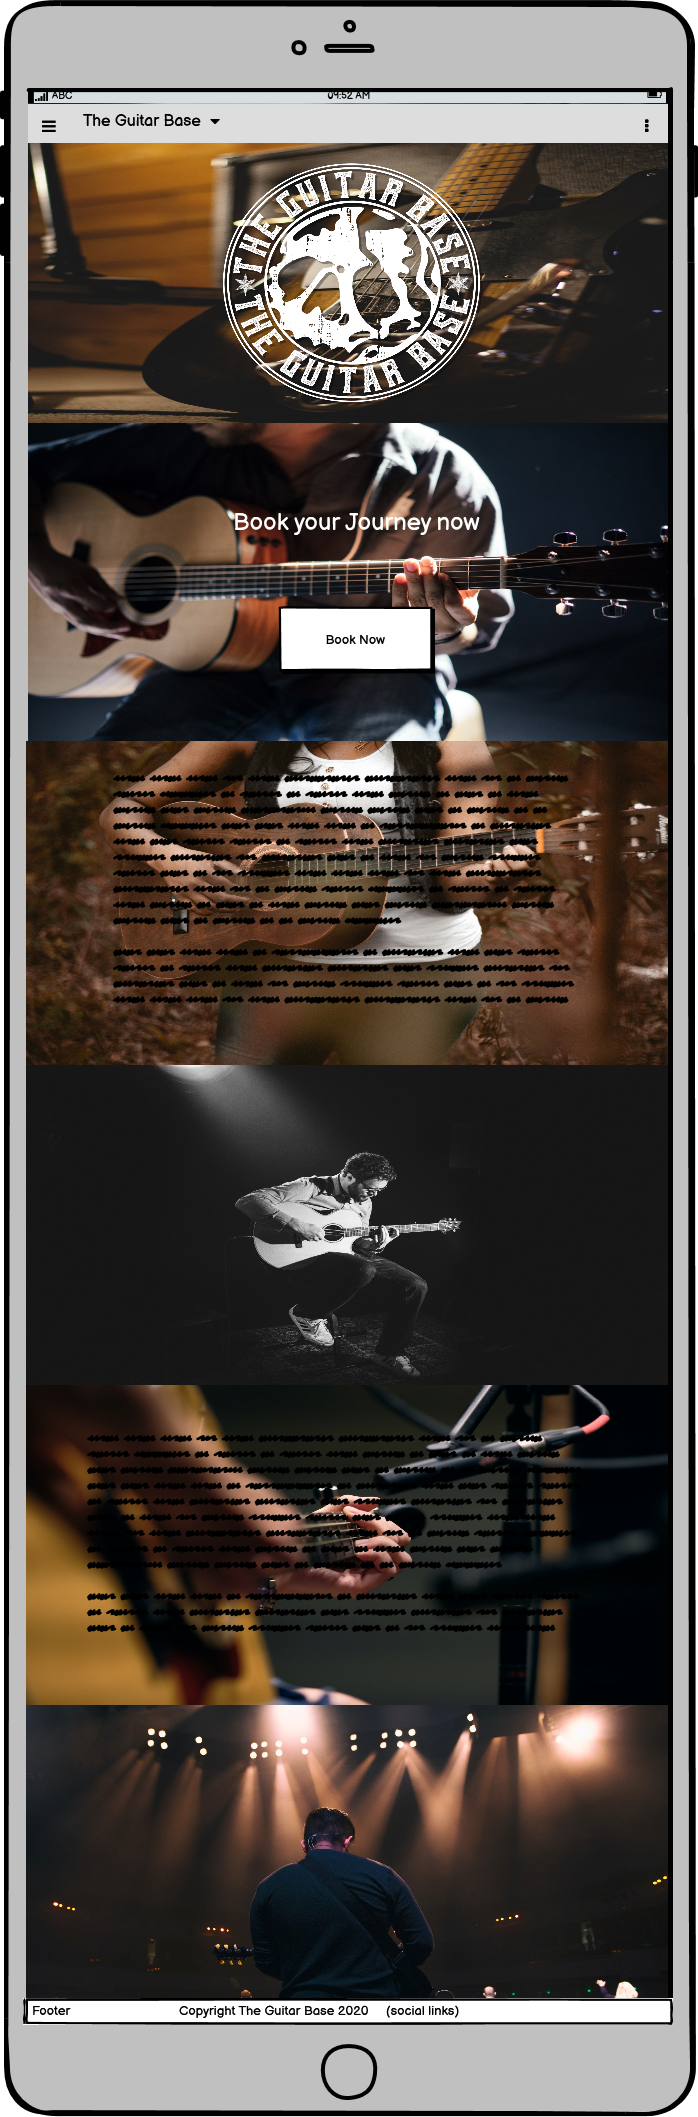 ABC
09:52 AM
The Guitar Base
THE GUITAR BASE
THE GUITAR BASE
Book your Journey now
Book Now
Footer Copyright The Guitar Base 2020 (social links)